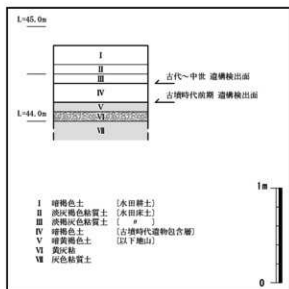 L=45.0m
I
II
III
古代～中世 遺構検出面
IV
古墳時代前期 遺構検出面
V
L=44.0m
VI
VII
1m
I 暗褐色土 [水田耕土]
II 淡灰褐色粘質土 [水田床土]
III 淡褐灰色粘質土 [ 〃 ]
IV 暗褐色土 [古墳時代遺物包含層]
V 暗黄褐色土 [以下地山]
VI 黄灰粘
VII 灰色粘質土
0